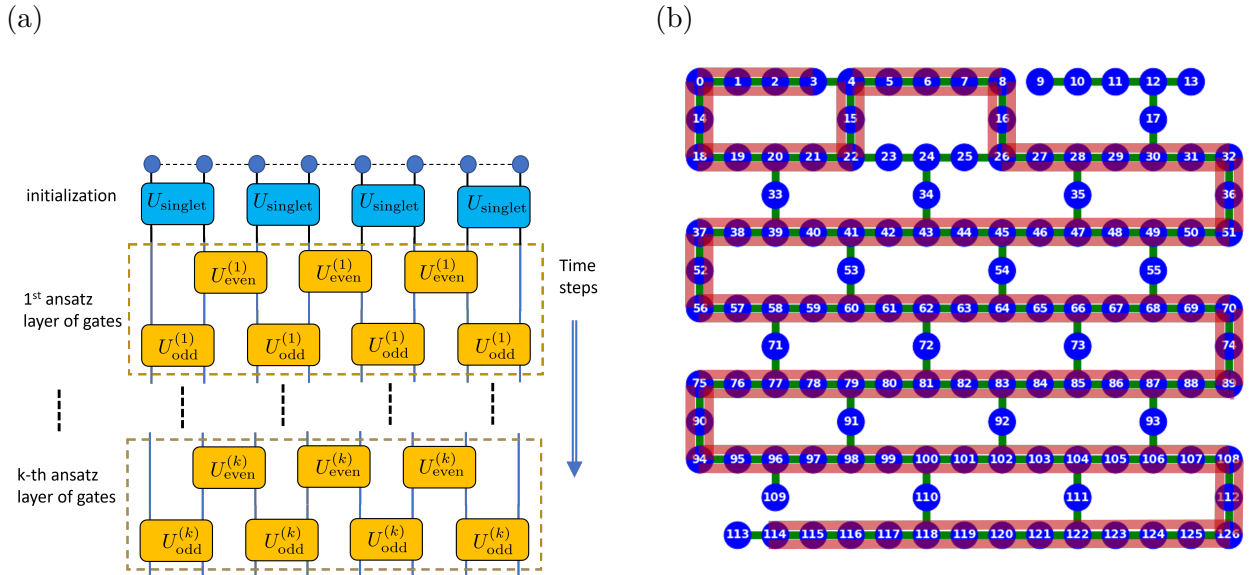 (a)
initialization
U_singlet U_singlet U_singlet U_singlet
U_even^(1) U_even^(1) U_even^(1)
1st ansatz
layer of gates
U_odd^(1) U_odd^(1) U_odd^(1) U_odd^(1)
Time
steps
k-th ansatz
layer of gates
U_even^(k) U_even^(k) U_even^(k)
U_odd^(k) U_odd^(k) U_odd^(k) U_odd^(k)
(b)
0 1 2 3 4 5 6 7 8 9 10 11 12 13
14 15 16 17
18 19 20 21 22 23 24 25 26 27 28 29 30 31 32
33 34 35 36
37 38 39 40 41 42 43 44 45 46 47 48 49 50 51
52 53 54 55
56 57 58 59 60 61 62 63 64 65 66 67 68 69 70
71 72 73 74
75 76 77 78 79 80 81 82 83 84 85 86 87 88 89
90 91 92 93
94 95 96 97 98 99 100 101 102 103 104 105 106 107 108
109 110 111 112
113 114 115 116 117 118 119 120 121 122 123 124 125 126